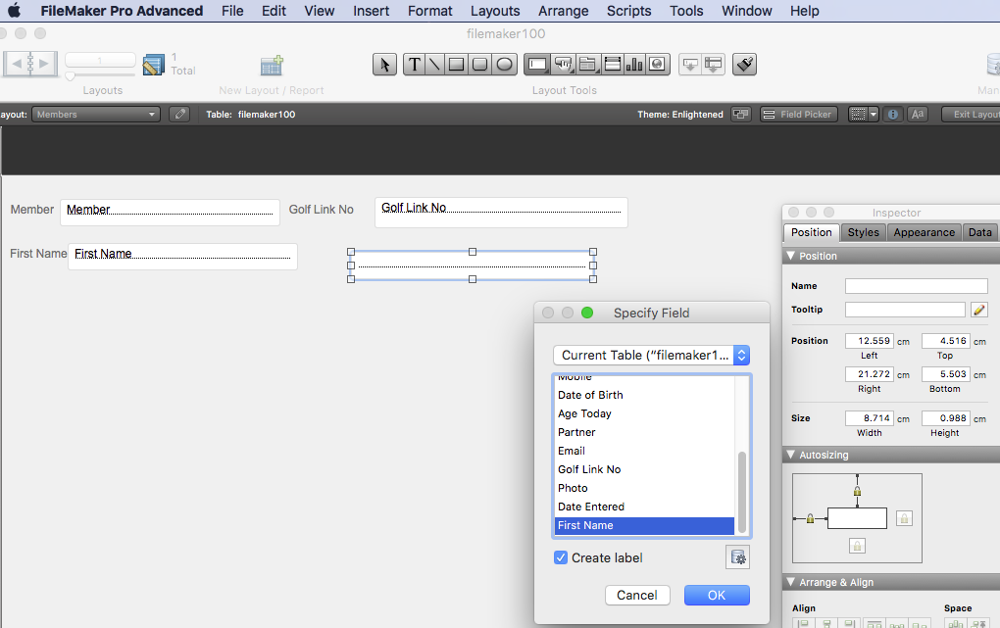 FileMaker Pro Advanced File Edit View Insert Format Layouts Arrange Scripts Tools Window Help
filemaker100
1
1
Total
T
Layouts
New Layout / Report
Layout Tools
Man
ayout: Members
Table: filemaker100
Theme: Enlightened
Field Picker
Aa
Exit Layou
Member
Member
Golf Link No
Golf Link No
First Name
First Name
Inspector
Position Styles Appearance Data
Position
Name
Tooltip
Position 12.559 cm 4.516 cm
Left Top
21.272 cm 5.503 cm
Right Bottom
Size 8.714 cm 0.988 cm
Width Height
Autosizing
Arrange & Align
Align Space
Specify Field
Current Table ("filemaker1...
Mobile
Date of Birth
Age Today
Partner
Email
Golf Link No
Photo
Date Entered
First Name
Create label
Cancel OK